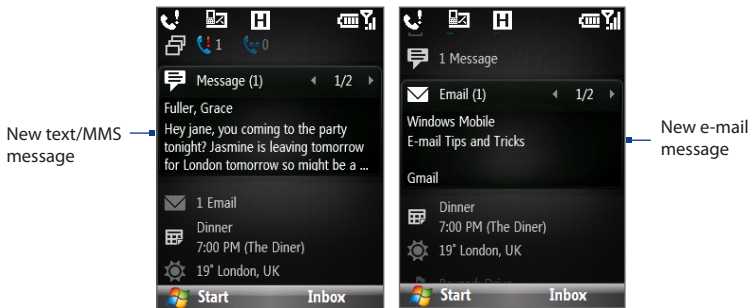 New text/MMS
message
H
1 0
Message (1) 1/2
Fuller, Grace
Hey jane, you coming to the party
tonight? Jasmine is leaving tomorrow
for London tomorrow so might be a ...
1 Email
Dinner
7:00 PM (The Diner)
19° London, UK
Start Inbox
H
1 Message
Email (1) 1/2
Windows Mobile
E-mail Tips and Tricks
Gmail
Dinner
7:00 PM (The Diner)
19° London, UK
Start Inbox
New e-mail
message